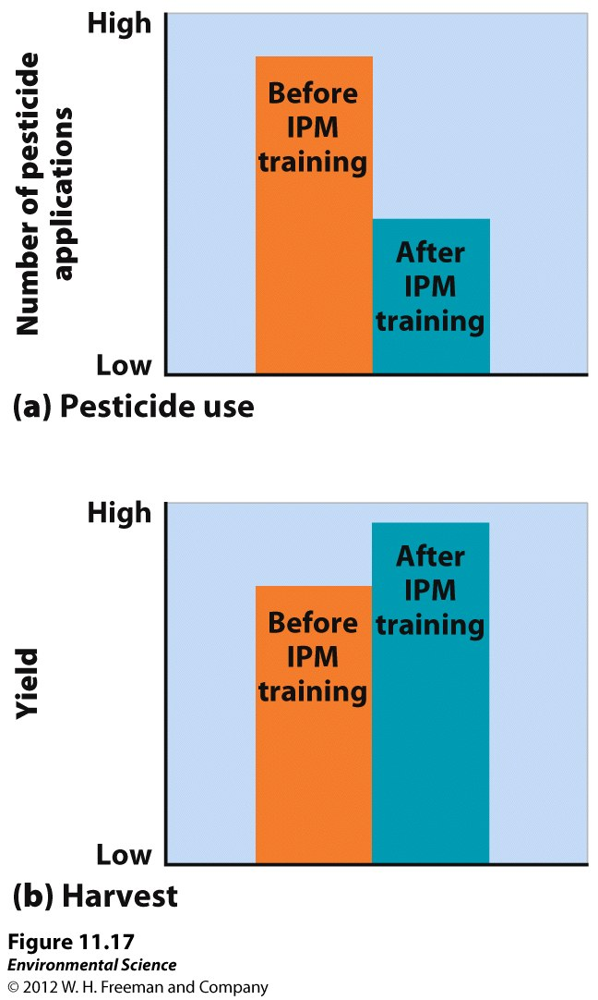 High
Number of pesticide
applications
Before
IPM
training
After
IPM
training
Low
(a) Pesticide use
High
Yield
After
IPM
training
Before
IPM
training
Low
(b) Harvest
Figure 11.17
Environmental Science
© 2012 W. H. Freeman and Company